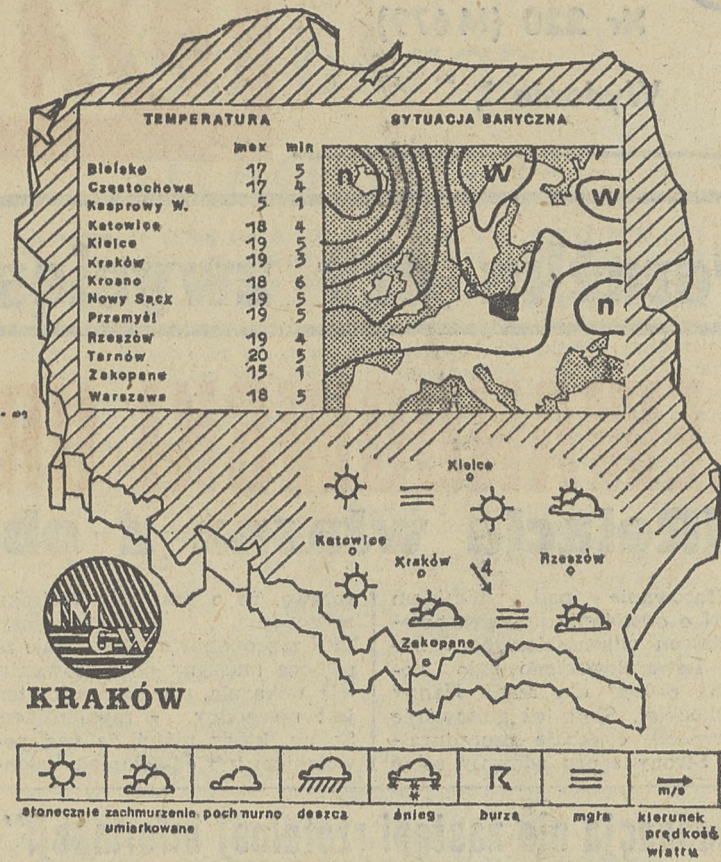 TEMPERATURA
max min
Bielsko 17 5
Częstochowa 17 4
Kasprowy W. 5 1
Katowice 18 4
Kielce 19 5
Kraków 19 3
Krosno 18 6
Nowy Sącz 19 5
Przemyśl 19 5
Rzeszów 19 4
Tarnów 20 5
Zakopane 15 1
Warszawa 18 5
SYTUACJA BARYCZNA
n W
W
n
Kielce
Katowice
Kraków 4 Rzeszów
Zakopane
IM
GW
KRAKÓW
m/s
słonecznie zachmurzenie umiarkowane pochmurno deszcz śnieg burza mgła kierunek prędkość wiatru